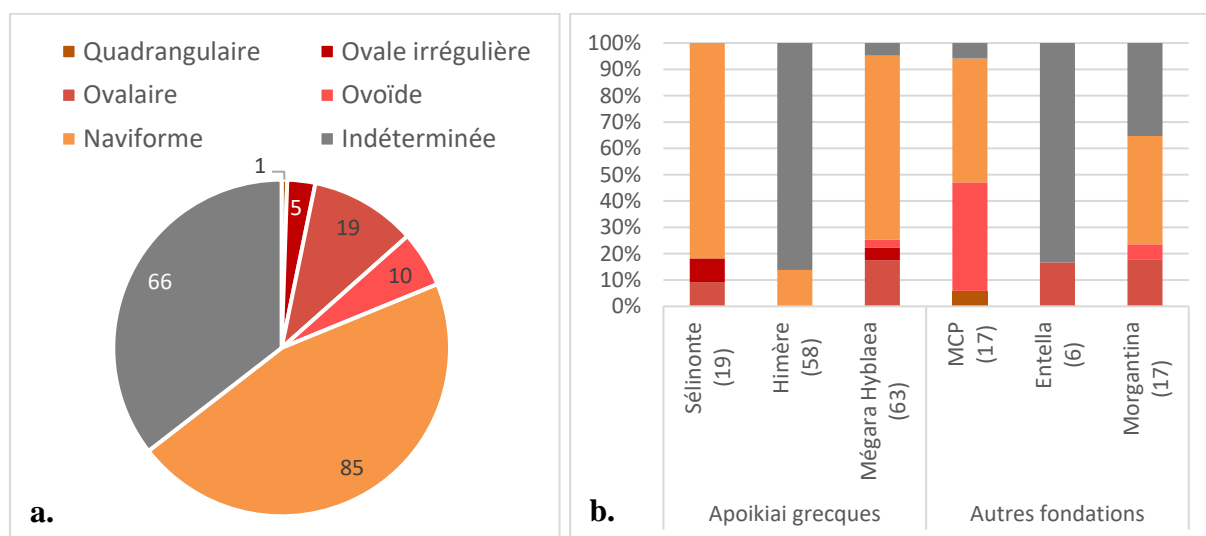 Quadrangulaire
Ovale irrégulière
Ovalaire
Ovoïde
Naviforme
Indéterminée
1
5
19
10
85
66
a.
100%
90%
80%
70%
60%
50%
40%
30%
20%
10%
0%
Sélinonte
(19)
Himère
(58)
Mégara Hyblaea
(63)
MCP
(17)
Entella
(6)
Morgantina
(17)
Apoikiai grecques
Autres fondations
b.